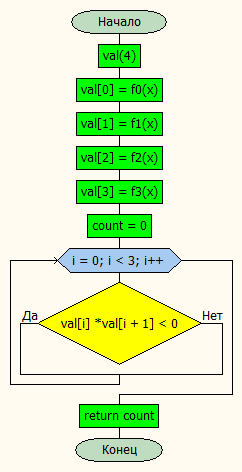 Начало
val(4)
val[0] = f0(x)
val[1] = f1(x)
val[2] = f2(x)
val[3] = f3(x)
count = 0
i = 0; i < 3; i++
Да
Нет
val[i] *val[i + 1] < 0
return count
Конец